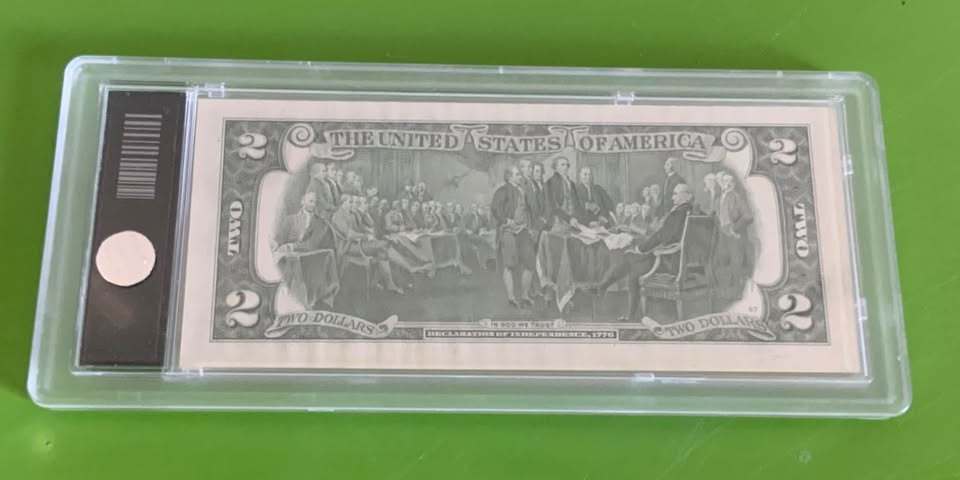 THE UNITED STATES OF AMERICA
2 2
TWO TWO
2 2
TWO DOLLARS IN GOD WE TRUST TWO DOLLARS
DECLARATION OF INDEPENDENCE, 1776